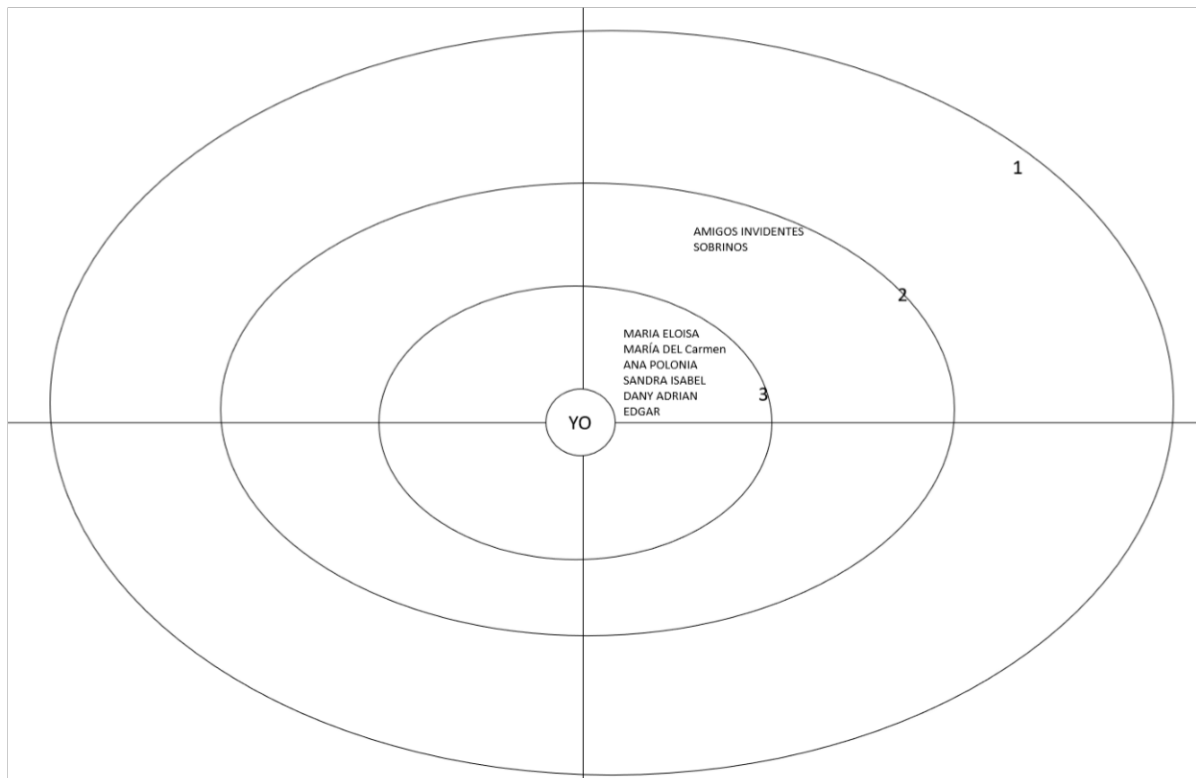 1
AMIGOS INVIDENTES
SOBRINOS
2
MARIA ELOISA
MARÍA DEL Carmen
ANA POLONIA
SANDRA ISABEL
DANY ADRIAN
3
EDGAR
YO